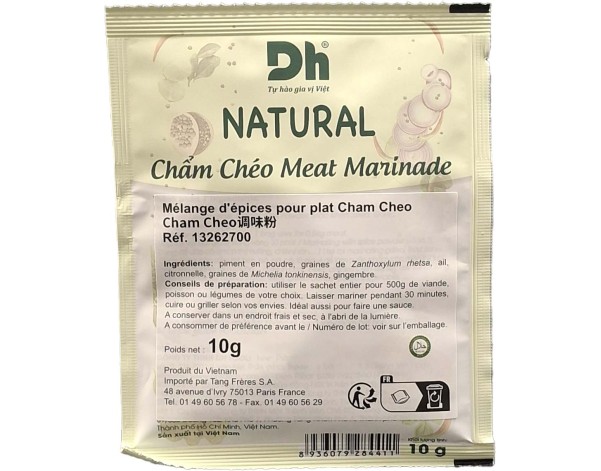 Dh®
Tự hào gia vị Việt
NATURAL
Chẩm Chéo Meat Marinade
Mélange d'épices pour plat Cham Cheo
Cham Cheo调味粉
Réf. 13262700
Ingrédients: piment en poudre, graines de Zanthoxylum rhetsa, ail,
citronnelle, graines de Michelia tonkinensis, gingembre.
Conseils de préparation: utiliser le sachet entier pour 500g de viande,
poisson ou légumes de votre choix. Laisser mariner pendant 30 minutes,
cuire ou griller selon vos envies. Idéal aussi pour faire une sauce.
A conserver dans un endroit frais et sec, à l'abri de la lumière.
A consommer de préférence avant le / Numéro de lot: voir sur l'emballage.
Poids net : 10g
Produit du Vietnam
Importé par Tang Frères S.A.
48 avenue d'Ivry 75013 Paris France
Tel. 01 49 60 56 78 - Fax. 01 49 60 56 29
FR
Thành phố Hồ Chí Minh, Việt Nam
Sản xuất tại Việt Nam
8 936079 284411
10 g